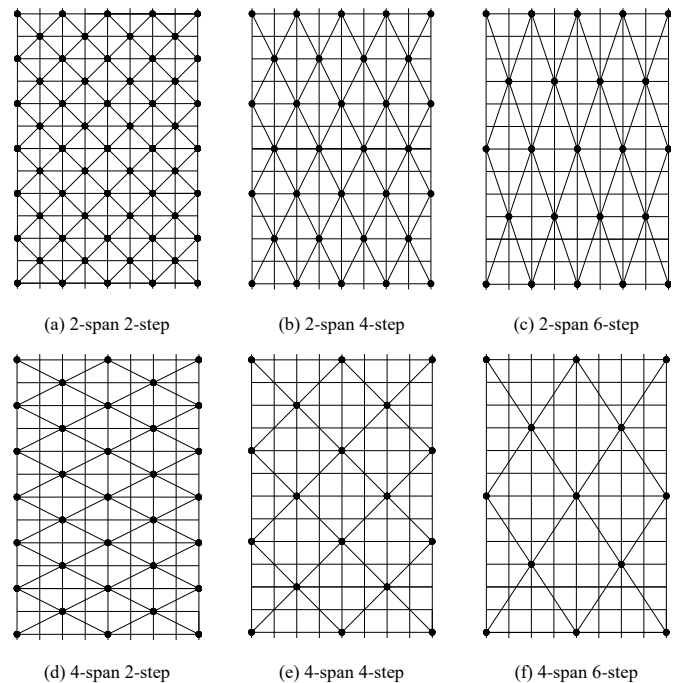 (a) 2-span 2-step
(b) 2-span 4-step
(c) 2-span 6-step
(d) 4-span 2-step
(e) 4-span 4-step
(f) 4-span 6-step